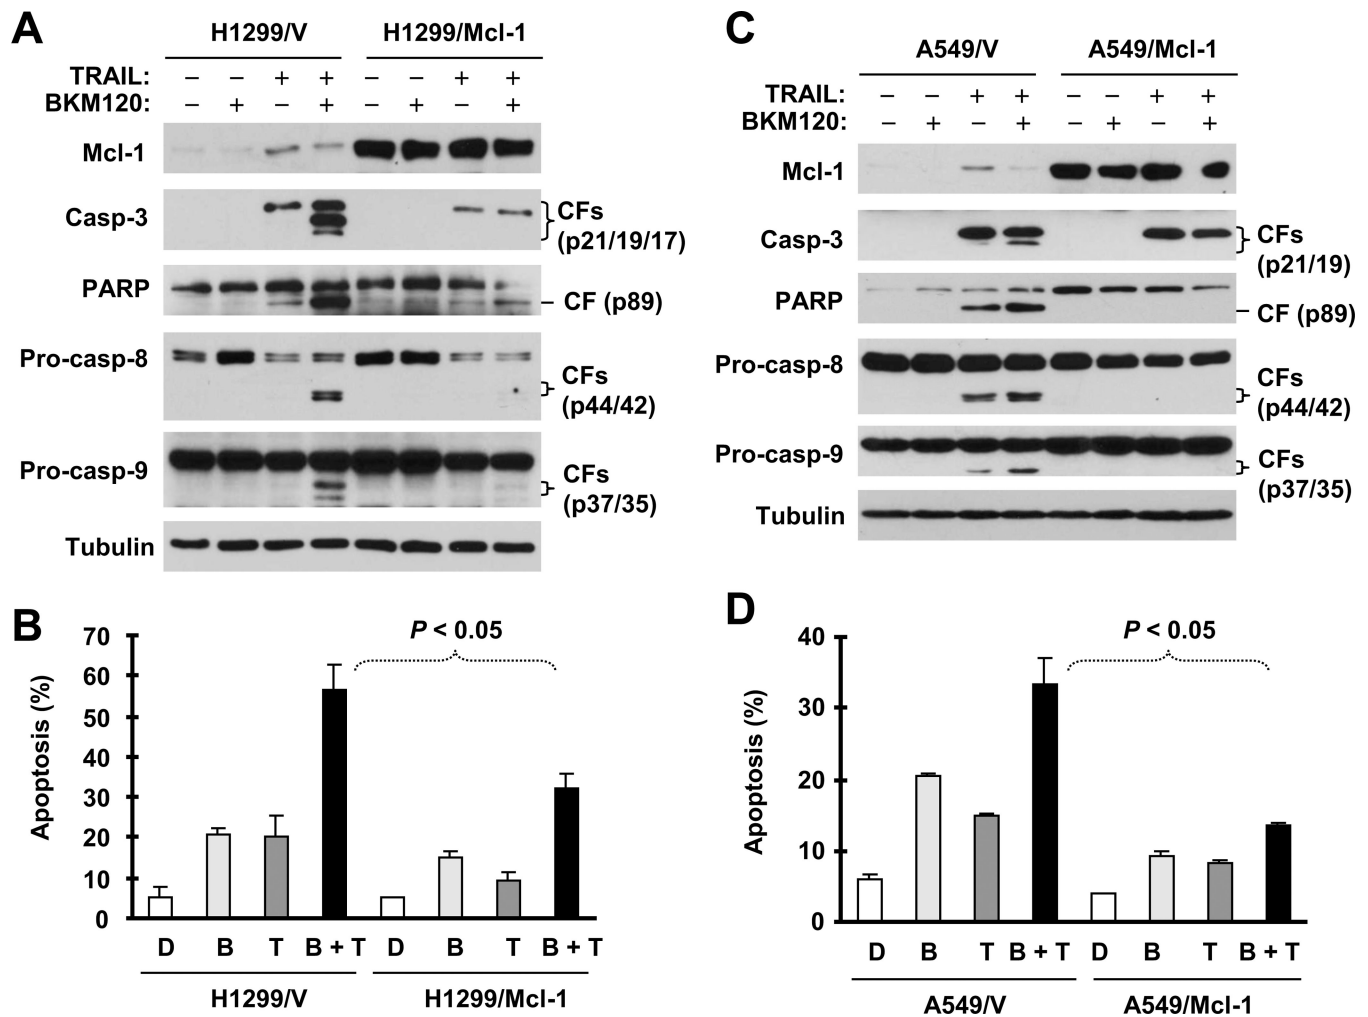 A
H1299/V H1299/Mcl-1
TRAIL: – – + + – – + +
BKM120: – + – + – + – +
Mcl-1
Casp-3
CFs
(p21/19/17)
PARP
CF (p89)
Pro-casp-8
CFs
(p44/42)
Pro-casp-9
CFs
(p37/35)
Tubulin
B
Apoptosis (%)
70
60
50
40
30
20
10
0
P < 0.05
D B T B + T D B T B + T
H1299/V H1299/Mcl-1
C
A549/V A549/Mcl-1
TRAIL: – – + + – – + +
BKM120: – + – + – + – +
Mcl-1
Casp-3
CFs
(p21/19)
PARP
CF (p89)
Pro-casp-8
CFs
(p44/42)
Pro-casp-9
CFs
(p37/35)
Tubulin
D
Apoptosis (%)
40
30
20
10
0
P < 0.05
D B T B + T D B T B + T
A549/V A549/Mcl-1